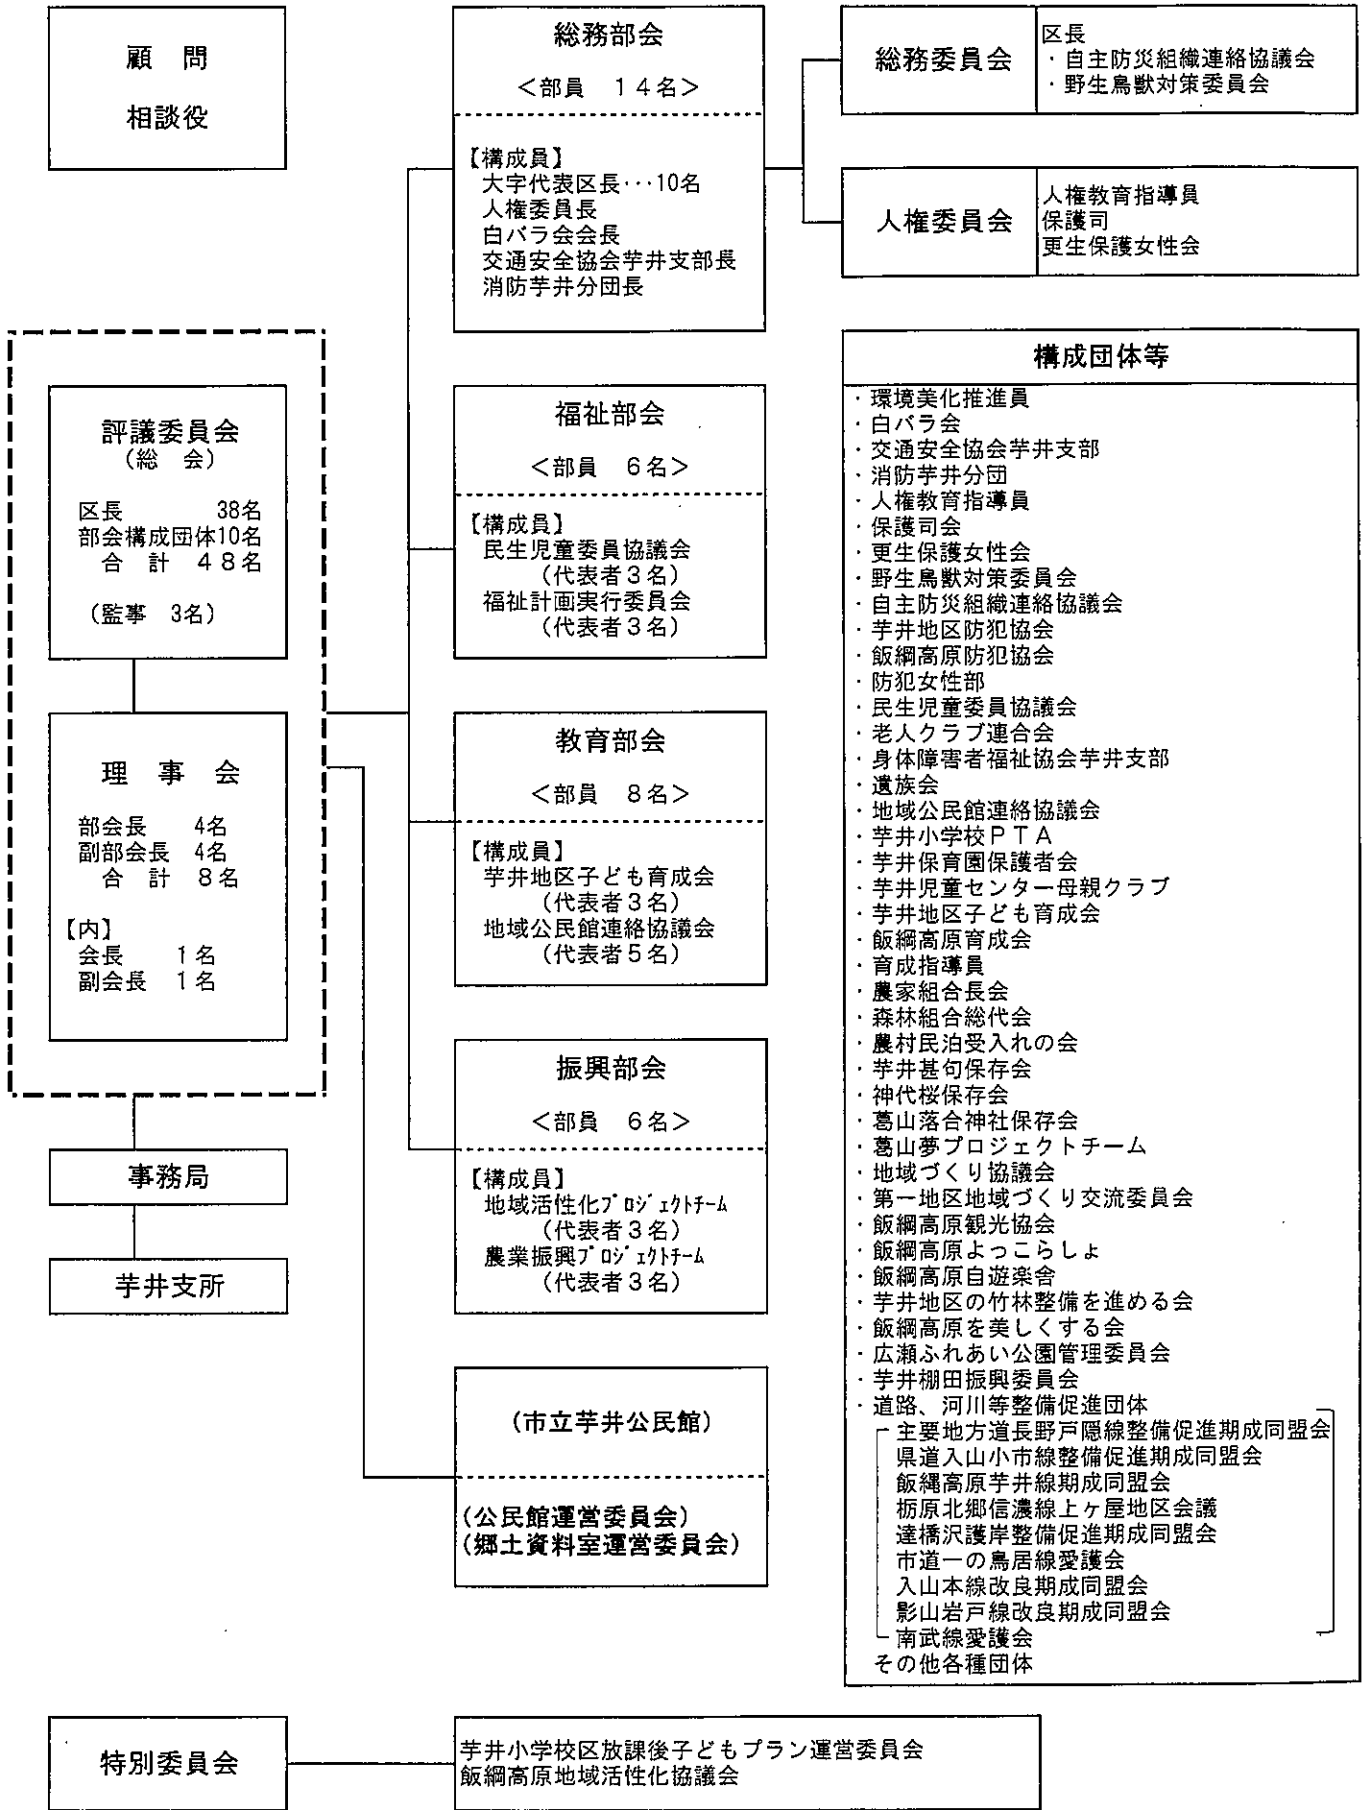 顧　問
相談役
総務部会
＜部員　１４名＞
【構成員】
大字代表区長･･･10名
人権委員長
白バラ会会長
交通安全協会芋井支部長
消防芋井分団長
総務委員会
区長
・自主防災組織連絡協議会
・野生鳥獣対策委員会
人権委員会
人権教育指導員
保護司
更生保護女性会
評議委員会
（総　会）
区長　38名
部会構成団体10名
合　計　４８名
（監事　3名）
理　事　会
部会長　4名
副部会長　4名
合　計　８名
【内】
会長　１名
副会長　１名
事務局
芋井支所
福祉部会
＜部員　６名＞
【構成員】
民生児童委員協議会
（代表者３名）
福祉計画実行委員会
（代表者３名）
教育部会
＜部員　８名＞
【構成員】
芋井地区子ども育成会
（代表者３名）
地域公民館連絡協議会
（代表者５名）
振興部会
＜部員　６名＞
【構成員】
地域活性化ﾌﾟﾛｼﾞｪｸﾄﾁｰﾑ
（代表者３名）
農業振興ﾌﾟﾛｼﾞｪｸﾄﾁｰﾑ
（代表者３名）
（市立芋井公民館）
（公民館運営委員会）
（郷土資料室運営委員会）
構成団体等
・環境美化推進員
・白バラ会
・交通安全協会芋井支部
・消防芋井分団
・人権教育指導員
・保護司会
・更生保護女性会
・野生鳥獣対策委員会
・自主防災組織連絡協議会
・芋井地区防犯協会
・飯綱高原防犯協会
・防犯女性部
・民生児童委員協議会
・老人クラブ連合会
・身体障害者福祉協会芋井支部
・遺族会
・地域公民館連絡協議会
・芋井小学校ＰＴＡ
・芋井保育園保護者会
・芋井児童センター母親クラブ
・芋井地区子ども育成会
・飯綱高原育成会
・育成指導員
・農家組合長会
・森林組合総代会
・農村民泊受入れの会
・芋井甚句保存会
・神代桜保存会
・葛山落合神社保存会
・葛山夢プロジェクトチーム
・地域づくり協議会
・第一地区地域づくり交流委員会
・飯綱高原観光協会
・飯綱高原よっこらしょ
・飯綱高原自遊楽舎
・芋井地区の竹林整備を進める会
・飯綱高原を美しくする会
・広瀬ふれあい公園管理委員会
・芋井棚田振興委員会
・道路、河川等整備促進団体
主要地方道長野戸隠線整備促進期成同盟会
県道入山小市線整備促進期成同盟会
飯縄高原芋井線期成同盟会
栃原北郷信濃線上ヶ屋地区会議
達橋沢護岸整備促進期成同盟会
市道一の鳥居線愛護会
入山本線改良期成同盟会
影山岩戸線改良期成同盟会
南武線愛護会
その他各種団体
特別委員会
芋井小学校区放課後子どもプラン運営委員会
飯綱高原地域活性化協議会